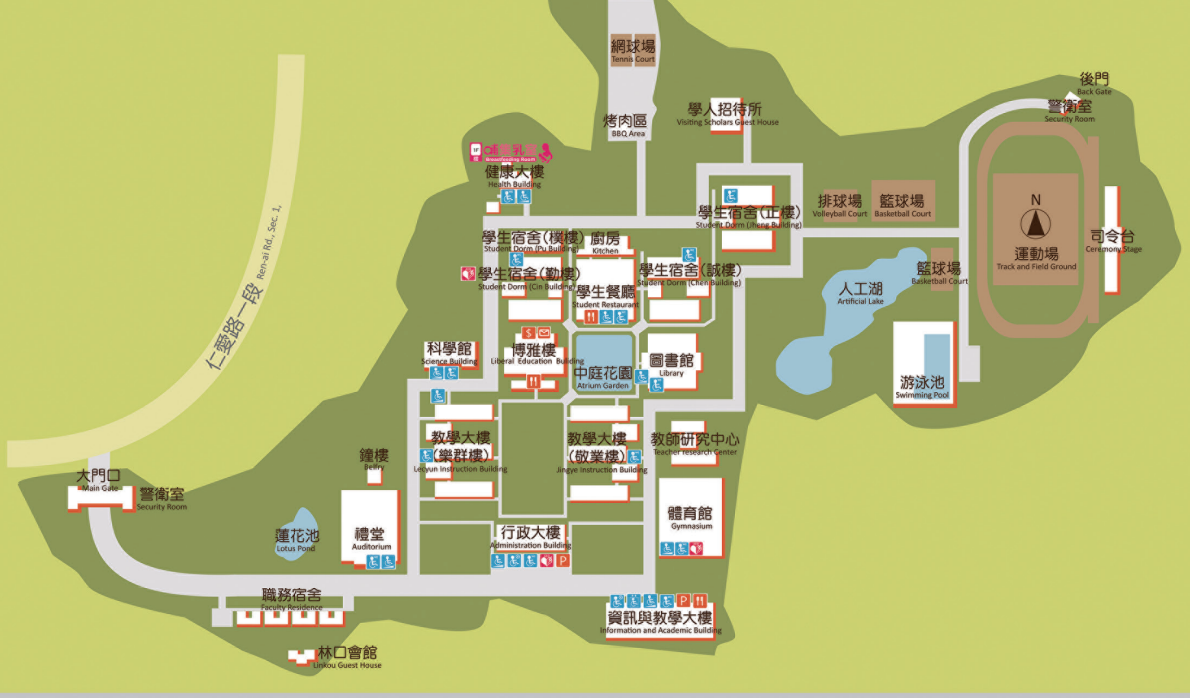 網球場
Tennis Court
後門
Back Gate
警衛室
Security Room
學人招待所
Visiting Scholars Guest House
烤肉區
BBQ Area
哺集乳室
Breastfeeding Room
健康大樓
Health Building
排球場
Volleyball Court
籃球場
Basketball Court
N
運動場
Track and Field Ground
司令台
Ceremony Stage
學生宿舍(正樓)
Student Dorm (Jheng Building)
學生宿舍(樸樓)
Student Dorm (Pu Building)
廚房
Kitchen
學生宿舍(勤樓)
Student Dorm (Cin Building)
學生宿舍(誠樓)
Student Dorm (Chen Building)
籃球場
Basketball Court
人工湖
Artificial Lake
學生餐廳
Student Restaurant
仁愛路一段 Ren-ai Rd., Sec. 1,
科學館
Science Building
$
博雅樓
Liberal Education Building
中庭花園
Atrium Garden
圖書館
Library
游泳池
Swimming Pool
教學大樓
(樂群樓)
Lecyun Instruction Building
教學大樓
(敬業樓)
Jingye Instruction Building
教師研究中心
Teacher research Center
鐘樓
Belfry
大門口
Main Gate
警衛室
Security Room
蓮花池
Lotus Pond
禮堂
Auditorium
行政大樓
Administration Building
P
體育館
Gymnasium
職務宿舍
Faculty Residence
P
資訊與教學大樓
Information and Academic Building
林口會館
Linkou Guest House